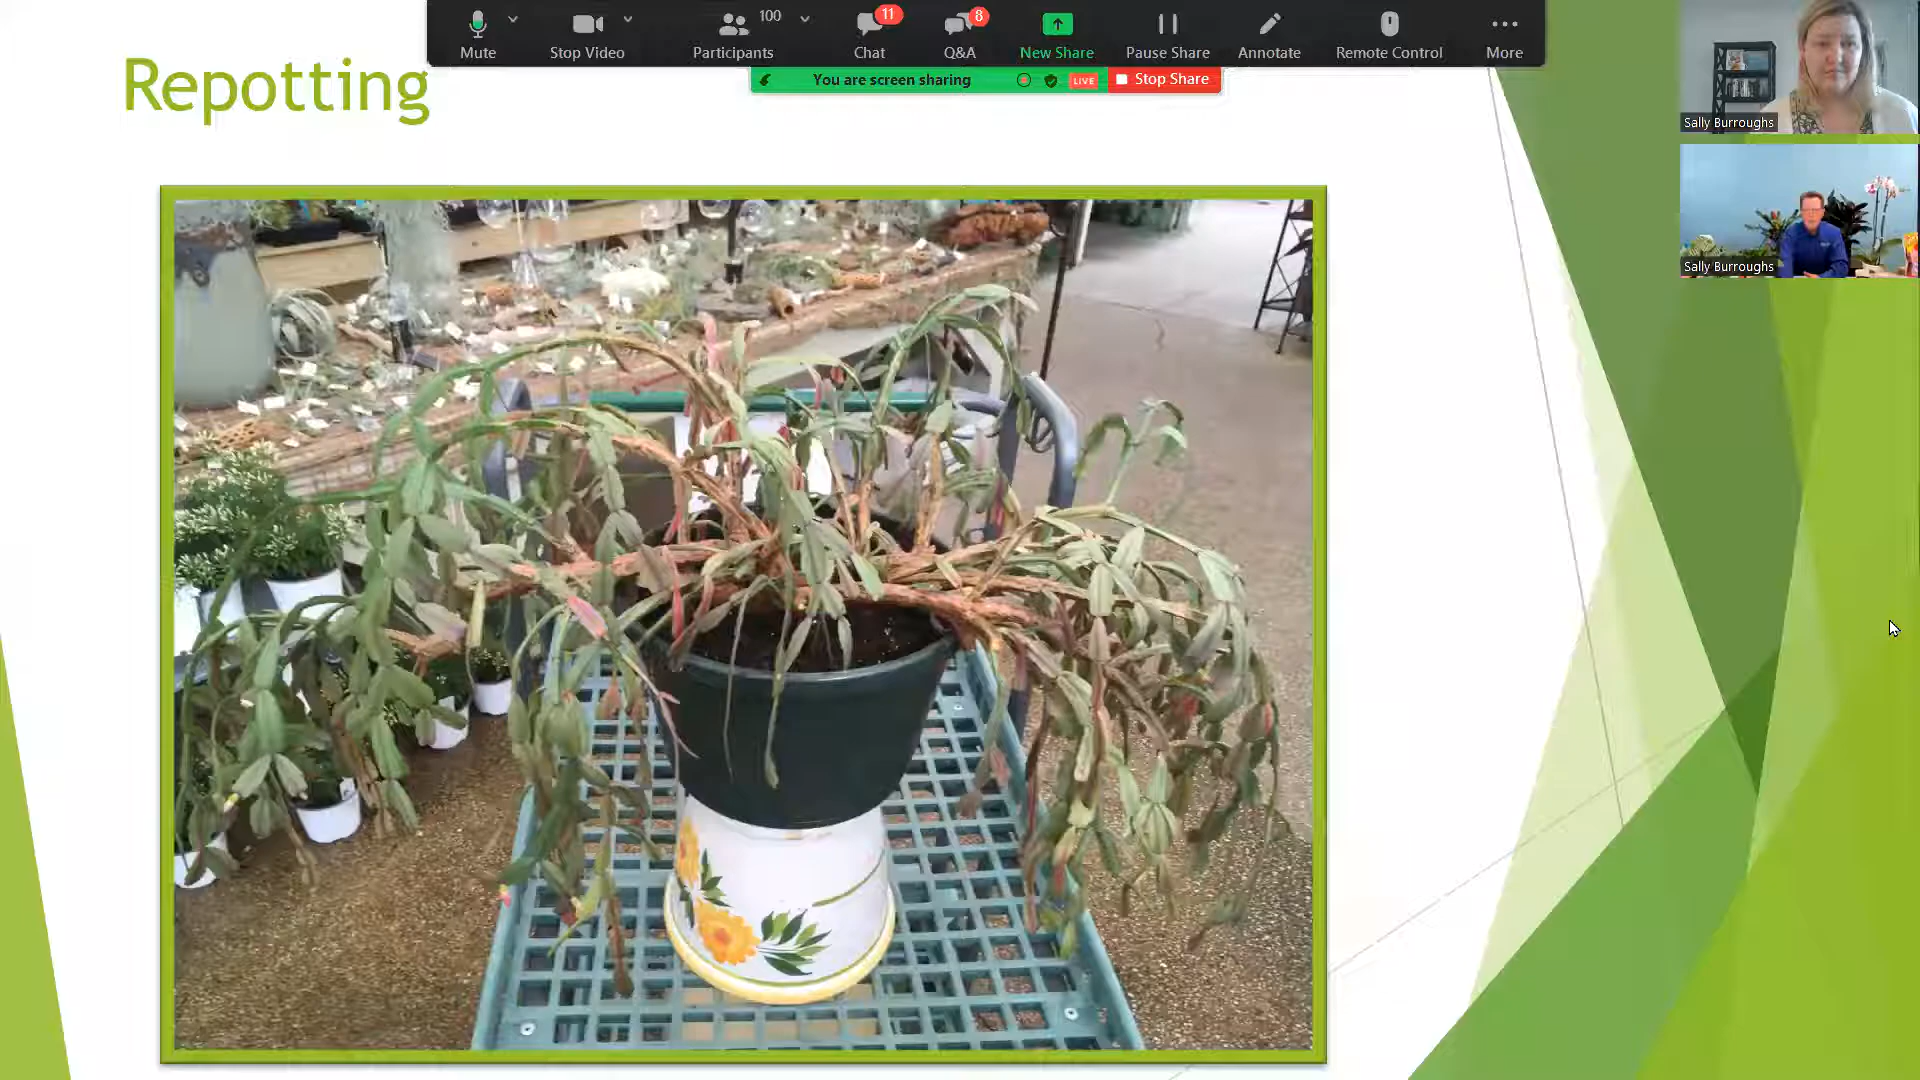 Mute
Stop Video
100
Participants
11
Chat
8
Q&A
New Share
Pause Share
Annotate
Remote Control
More
You are screen sharing
LIVE
Stop Share
Repotting
Sally Burroughs
Sally Burroughs